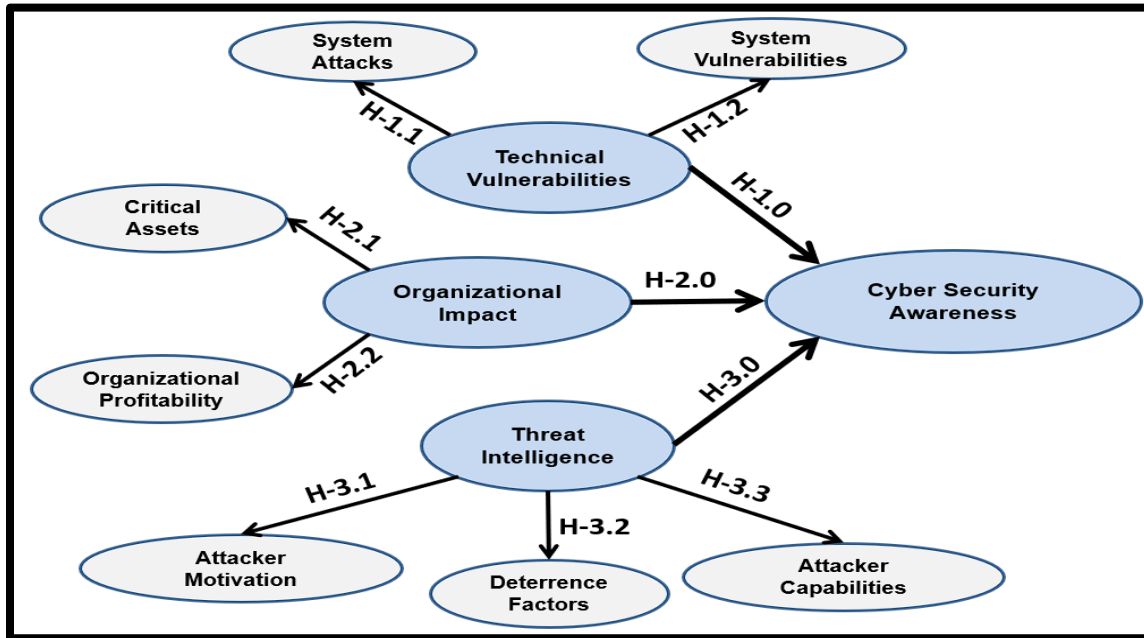 System
Attacks
System
Vulnerabilities
H-1.1
H-1.2
Technical
Vulnerabilities
H-1.0
Critical
Assets
H-2.1
Organizational
Impact
H-2.0
Cyber Security
Awareness
H-2.2
Organizational
Profitability
H-3.0
Threat
Intelligence
H-3.1
H-3.2
H-3.3
Attacker
Motivation
Deterrence
Factors
Attacker
Capabilities